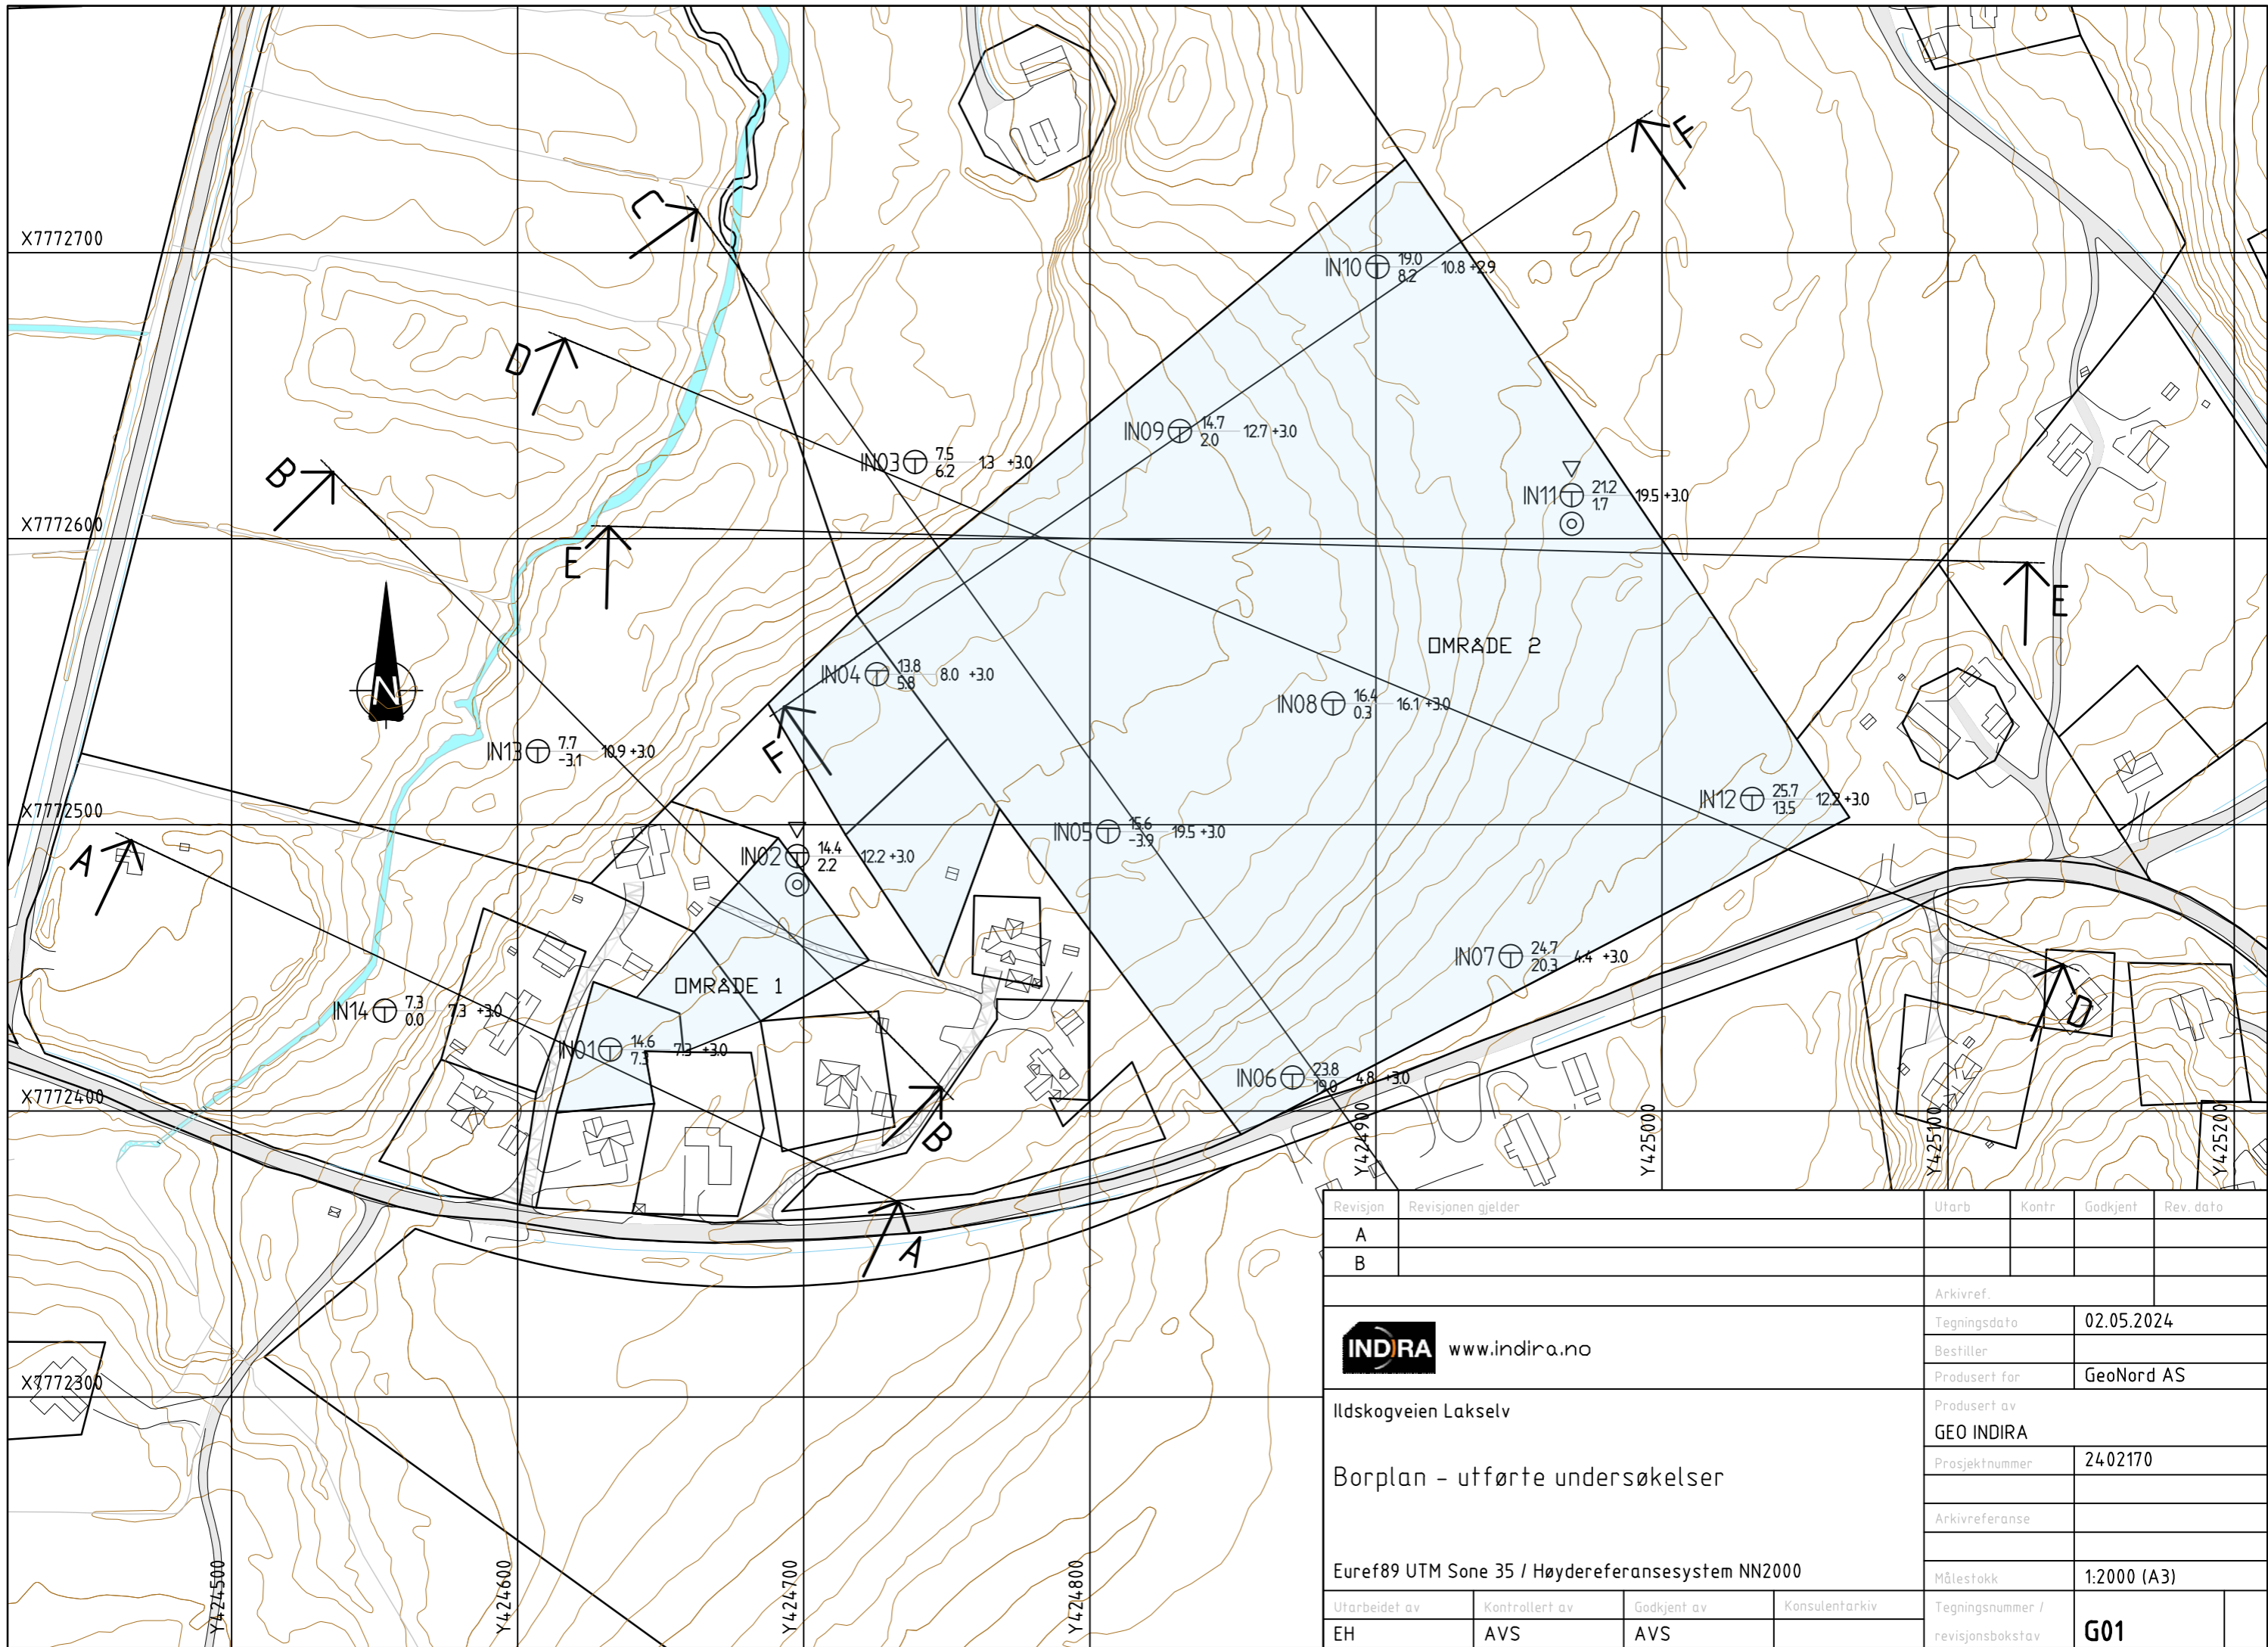 X7772700
X7772600
X7772500
X7772400
X7772300
Y424500
Y424600
Y424700
Y424800
Y424900
Y425000
Y425100
Y425200
C
F
D
B
E
E
A
F
D
B
A
N
IN10 19.0 10.8 +2.9
8.2
IN09 14.7 12.7 +3.0
2.0
IN03 7.5 1.3 +3.0
6.2
IN11 21.2 19.5 +3.0
1.7
OMRÅDE 2
IN04 13.8 8.0 +3.0
5.8
IN08 16.4 16.1 +3.0
0.3
IN13 7.7 10.9 +3.0
-3.1
IN12 25.7 12.2 +3.0
13.5
IN05 15.6 19.5 +3.0
-3.9
IN02 14.4 12.2 +3.0
2.2
IN07 24.7 4.4 +3.0
20.3
OMRÅDE 1
IN14 7.3 7.3 +3.0
0.0
IN01 14.6 7.3 +3.0
7.3
IN06 23.8 4.8 +3.0
19.0
Revisjon Revisjonen gjelder Utarb Kontr Godkjent Rev. dato
A
B
Arkivref.
INDIRA www.indira.no
Tegningsdato 02.05.2024
Bestiller
Produsert for GeoNord AS
Ildskogveien Lakselv
Borplan - utførte undersøkelser
Euref89 UTM Sone 35 / Høydereferansesystem NN2000
Produsert av
GEO INDIRA
Prosjektnummer 2402170
Arkivreferanse
Målestokk 1:2000 (A3)
Utarbeidet av Kontrollert av Godkjent av Konsulentarkiv
EH AVS AVS
Tegningsnummer /
revisjonsbokstav G01